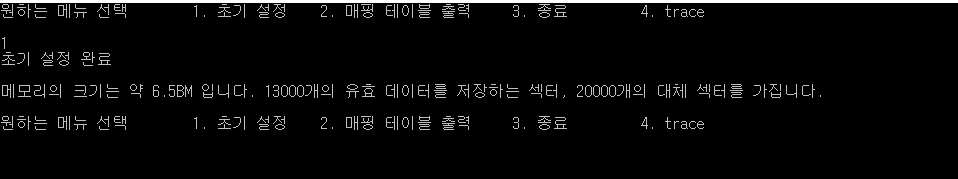 원하는 메뉴 선택 1. 초기 설정 2. 매핑 테이블 출력 3. 종료 4. trace
1
초기 설정 완료
메모리의 크기는 약 6.5BM 입니다. 13000개의 유효 데이터를 저장하는 섹터, 20000개의 대체 섹터를 가집니다.
원하는 메뉴 선택 1. 초기 설정 2. 매핑 테이블 출력 3. 종료 4. trace